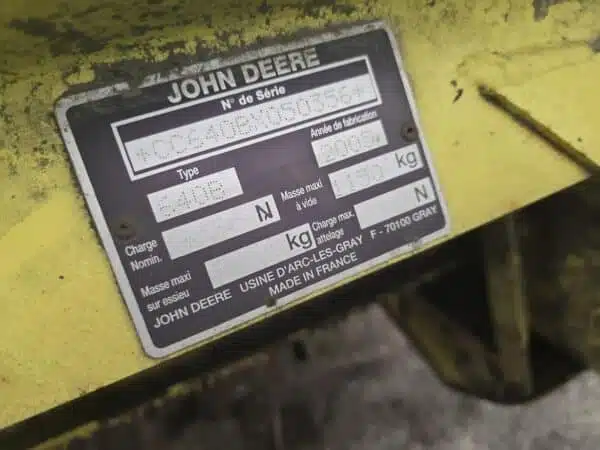 JOHN DEERE
N° de Série
+CC640BX050356+
Type
640B
Année de fabrication
2005
Charge Nomin.
N
Masse maxi à vide
1150 kg
Masse maxi sur essieu
kg
Charge max. attelage
N
JOHN DEERE USINE D'ARC-LES-GRAY F - 70100 GRAY
MADE IN FRANCE